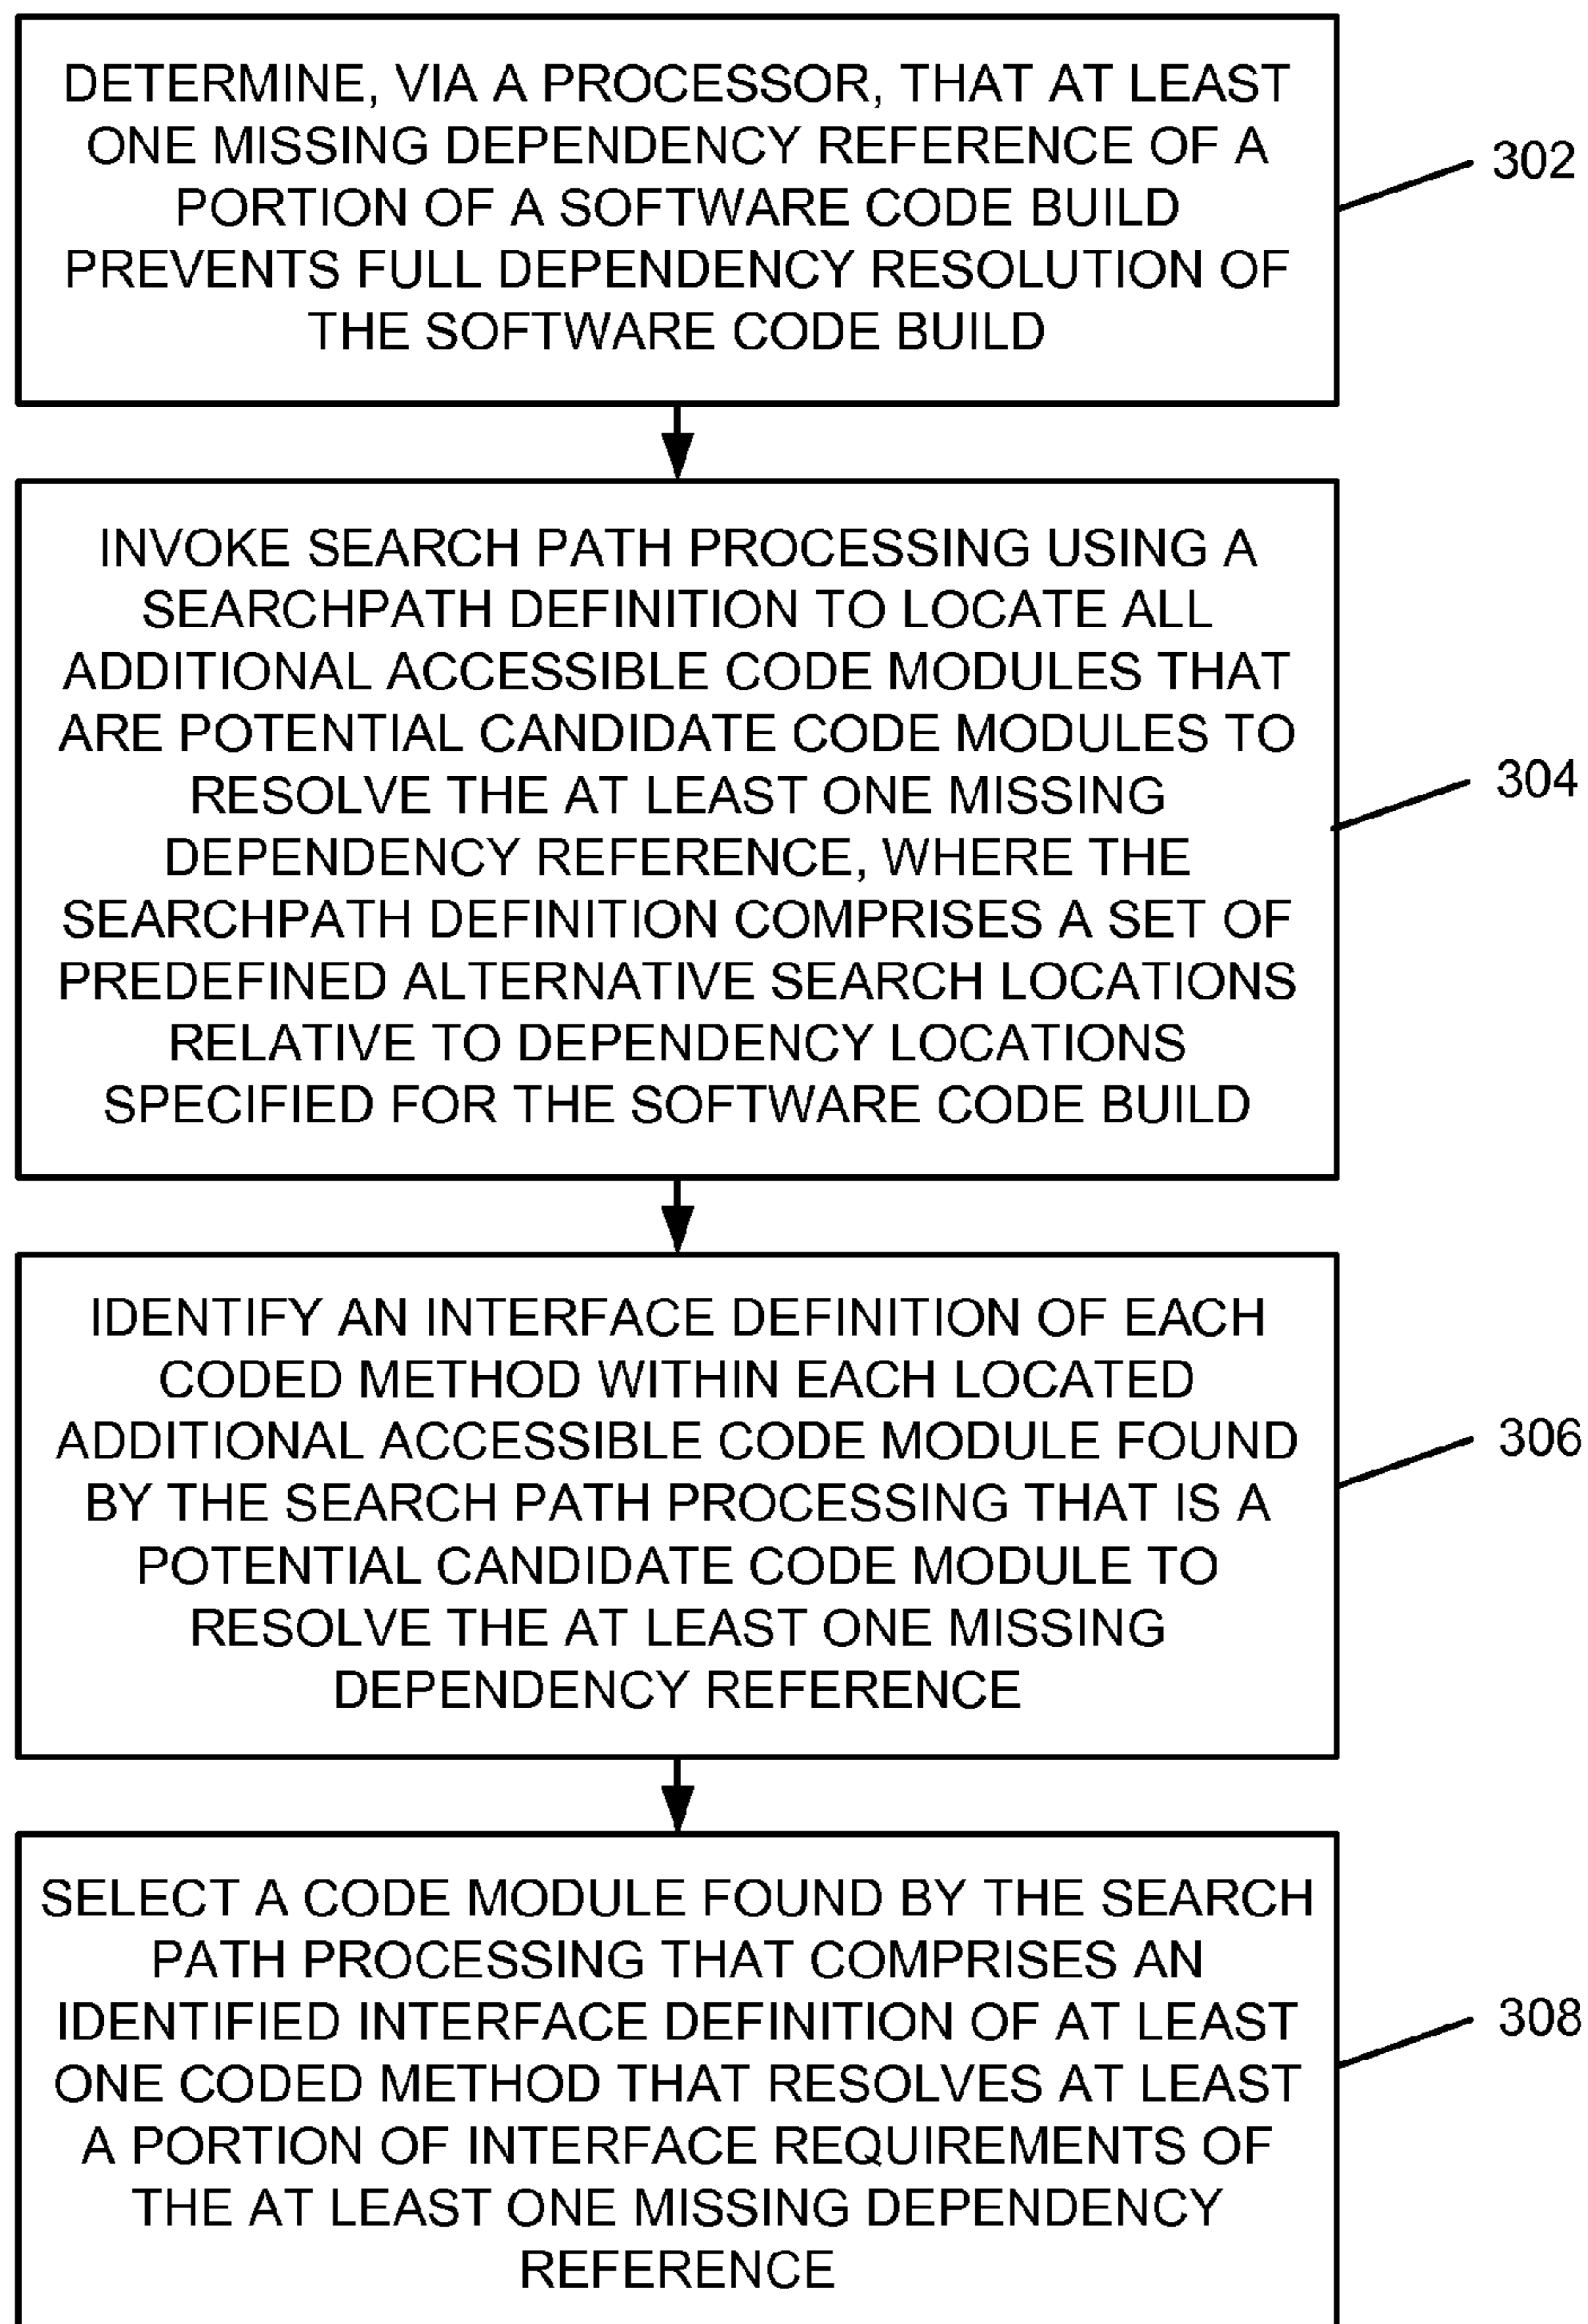 DETERMINE, VIA A PROCESSOR, THAT AT LEAST
ONE MISSING DEPENDENCY REFERENCE OF A
PORTION OF A SOFTWARE CODE BUILD
PREVENTS FULL DEPENDENCY RESOLUTION OF
THE SOFTWARE CODE BUILD
302
INVOKE SEARCH PATH PROCESSING USING A
SEARCHPATH DEFINITION TO LOCATE ALL
ADDITIONAL ACCESSIBLE CODE MODULES THAT
ARE POTENTIAL CANDIDATE CODE MODULES TO
RESOLVE THE AT LEAST ONE MISSING
DEPENDENCY REFERENCE, WHERE THE
SEARCHPATH DEFINITION COMPRISES A SET OF
PREDEFINED ALTERNATIVE SEARCH LOCATIONS
RELATIVE TO DEPENDENCY LOCATIONS
SPECIFIED FOR THE SOFTWARE CODE BUILD
304
IDENTIFY AN INTERFACE DEFINITION OF EACH
CODED METHOD WITHIN EACH LOCATED
ADDITIONAL ACCESSIBLE CODE MODULE FOUND
BY THE SEARCH PATH PROCESSING THAT IS A
POTENTIAL CANDIDATE CODE MODULE TO
RESOLVE THE AT LEAST ONE MISSING
DEPENDENCY REFERENCE
306
SELECT A CODE MODULE FOUND BY THE SEARCH
PATH PROCESSING THAT COMPRISES AN
IDENTIFIED INTERFACE DEFINITION OF AT LEAST
ONE CODED METHOD THAT RESOLVES AT LEAST
A PORTION OF INTERFACE REQUIREMENTS OF
THE AT LEAST ONE MISSING DEPENDENCY
REFERENCE
308